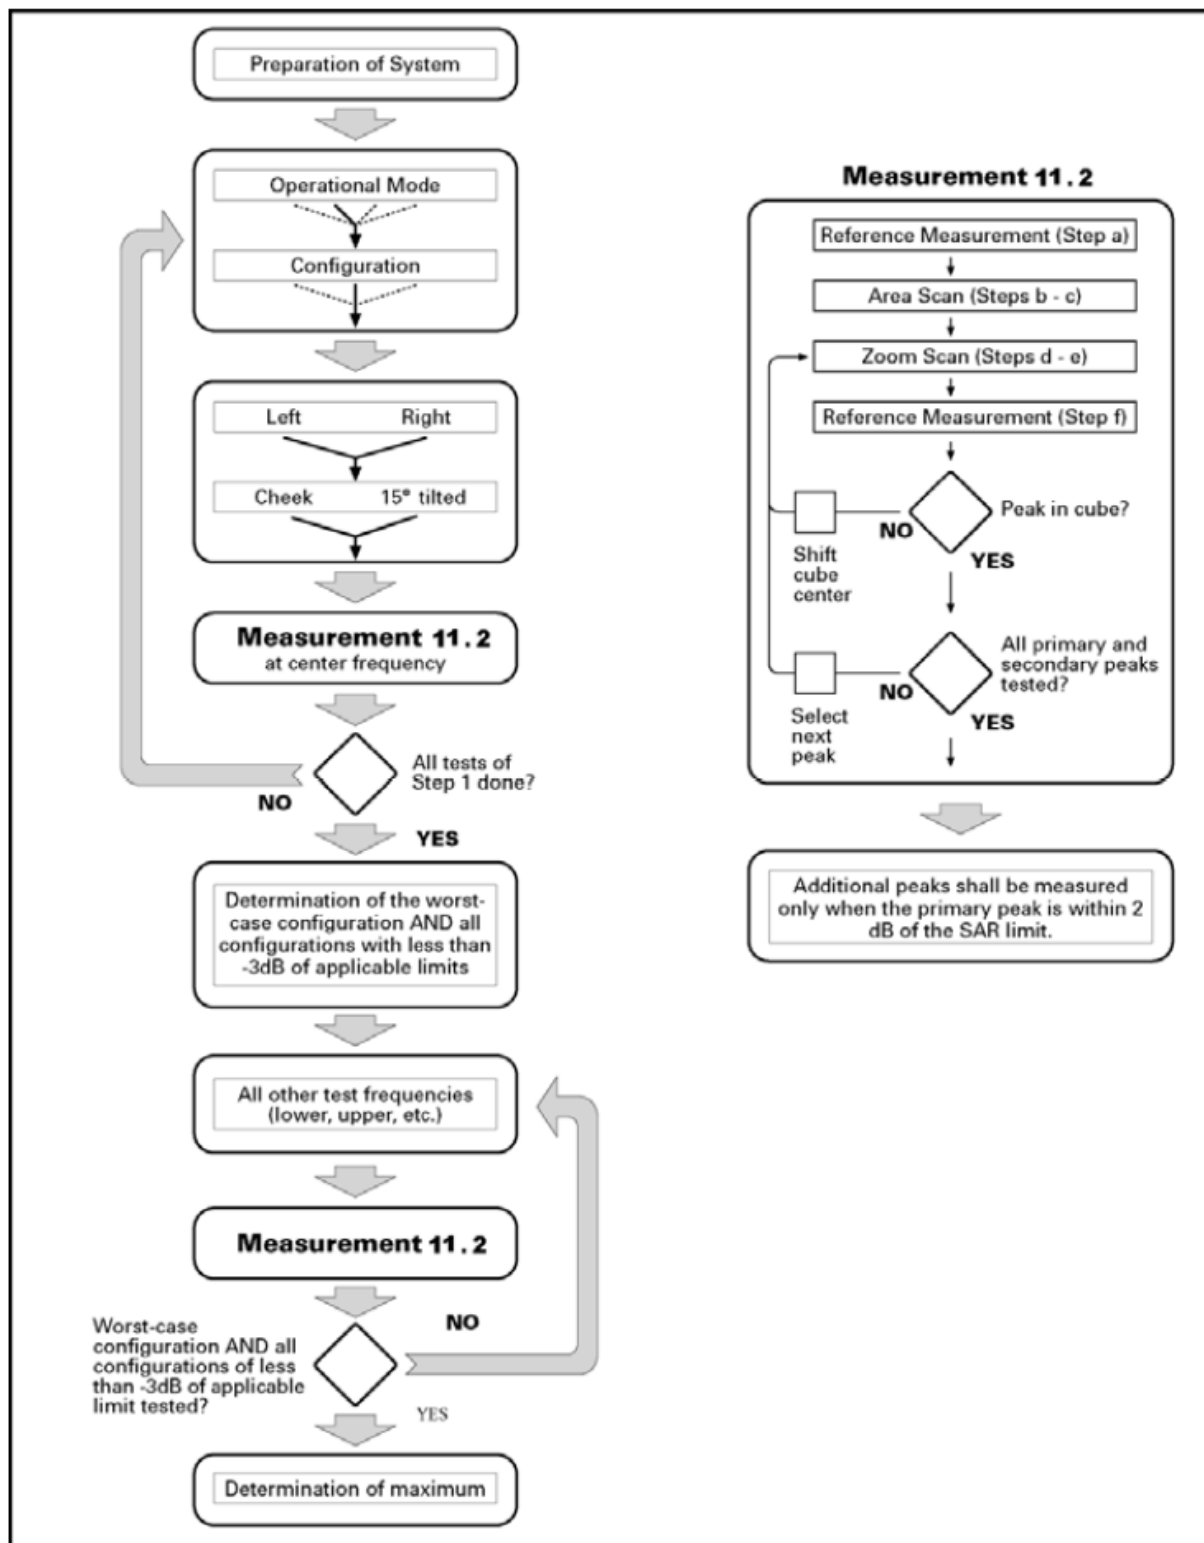 Preparation of System
Operational Mode
Configuration
Left Right
Cheek 15° tilted
Measurement 11.2
at center frequency
All tests of
Step 1 done?
NO
YES
Determination of the worst-
case configuration AND all
configurations with less than
-3dB of applicable limits
All other test frequencies
(lower, upper, etc.)
Measurement 11.2
NO
Worst-case
configuration AND all
configurations of less
than -3dB of applicable
limit tested?
YES
Determination of maximum
Measurement 11.2
Reference Measurement (Step a)
Area Scan (Steps b - c)
Zoom Scan (Steps d - e)
Reference Measurement (Step f)
Peak in cube?
NO
YES
Shift
cube
center
All primary and
secondary peaks
tested?
NO
YES
Select
next
peak
Additional peaks shall be measured
only when the primary peak is within 2
dB of the SAR limit.